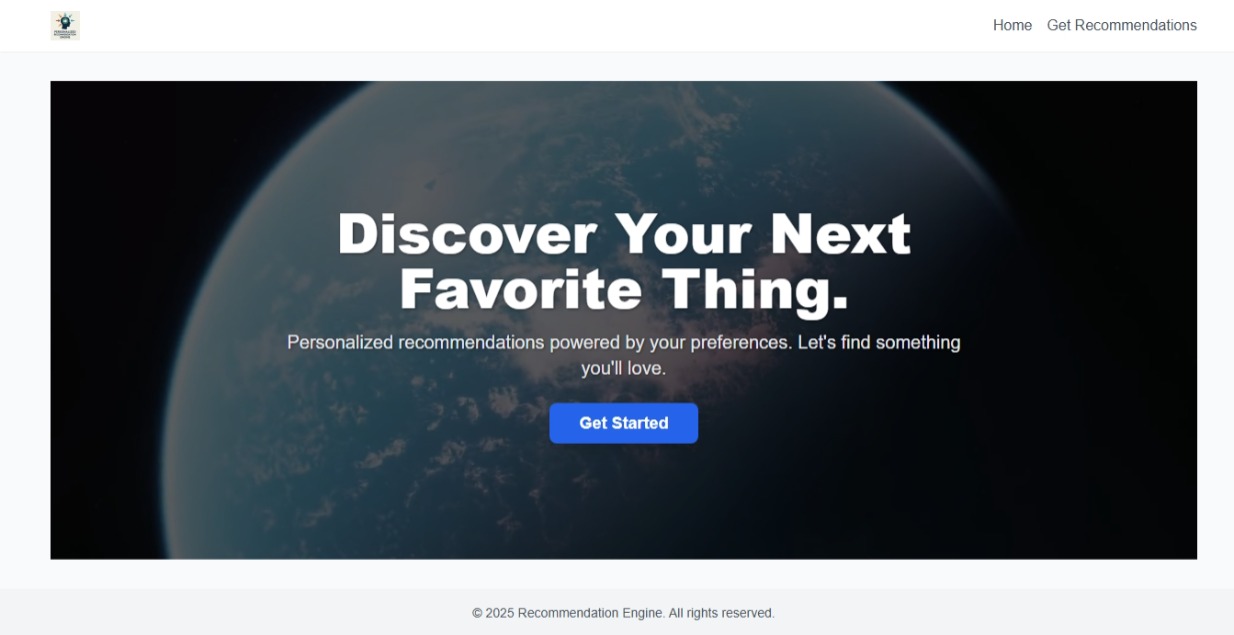 Home Get Recommendations
Discover Your Next
Favorite Thing.
Personalized recommendations powered by your preferences. Let's find something
you'll love.
Get Started
© 2025 Recommendation Engine. All rights reserved.